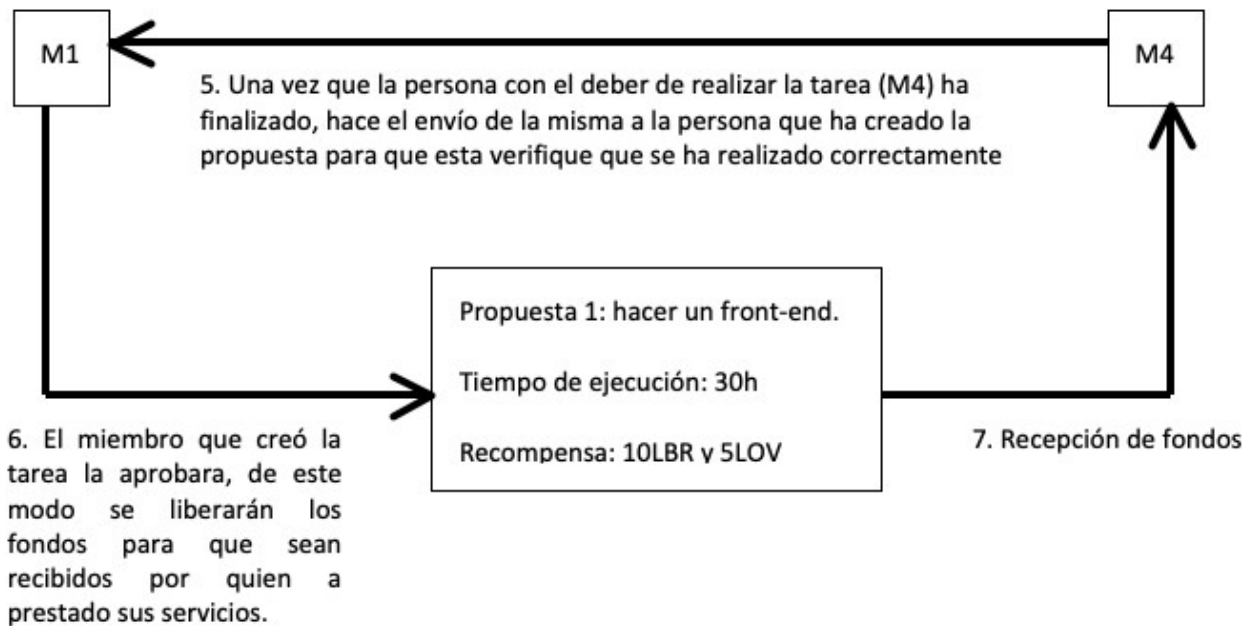 M1
M4
5. Una vez que la persona con el deber de realizar la tarea (M4) ha
finalizado, hace el envío de la misma a la persona que ha creado la
propuesta para que esta verifique que se ha realizado correctamente
Propuesta 1: hacer un front-end.
Tiempo de ejecución: 30h
Recompensa: 10LBR y 5LOV
6. El miembro que creó la
tarea la aprobara, de este
modo se liberarán los
fondos para que sean
recibidos por quien a
prestado sus servicios.
7. Recepción de fondos